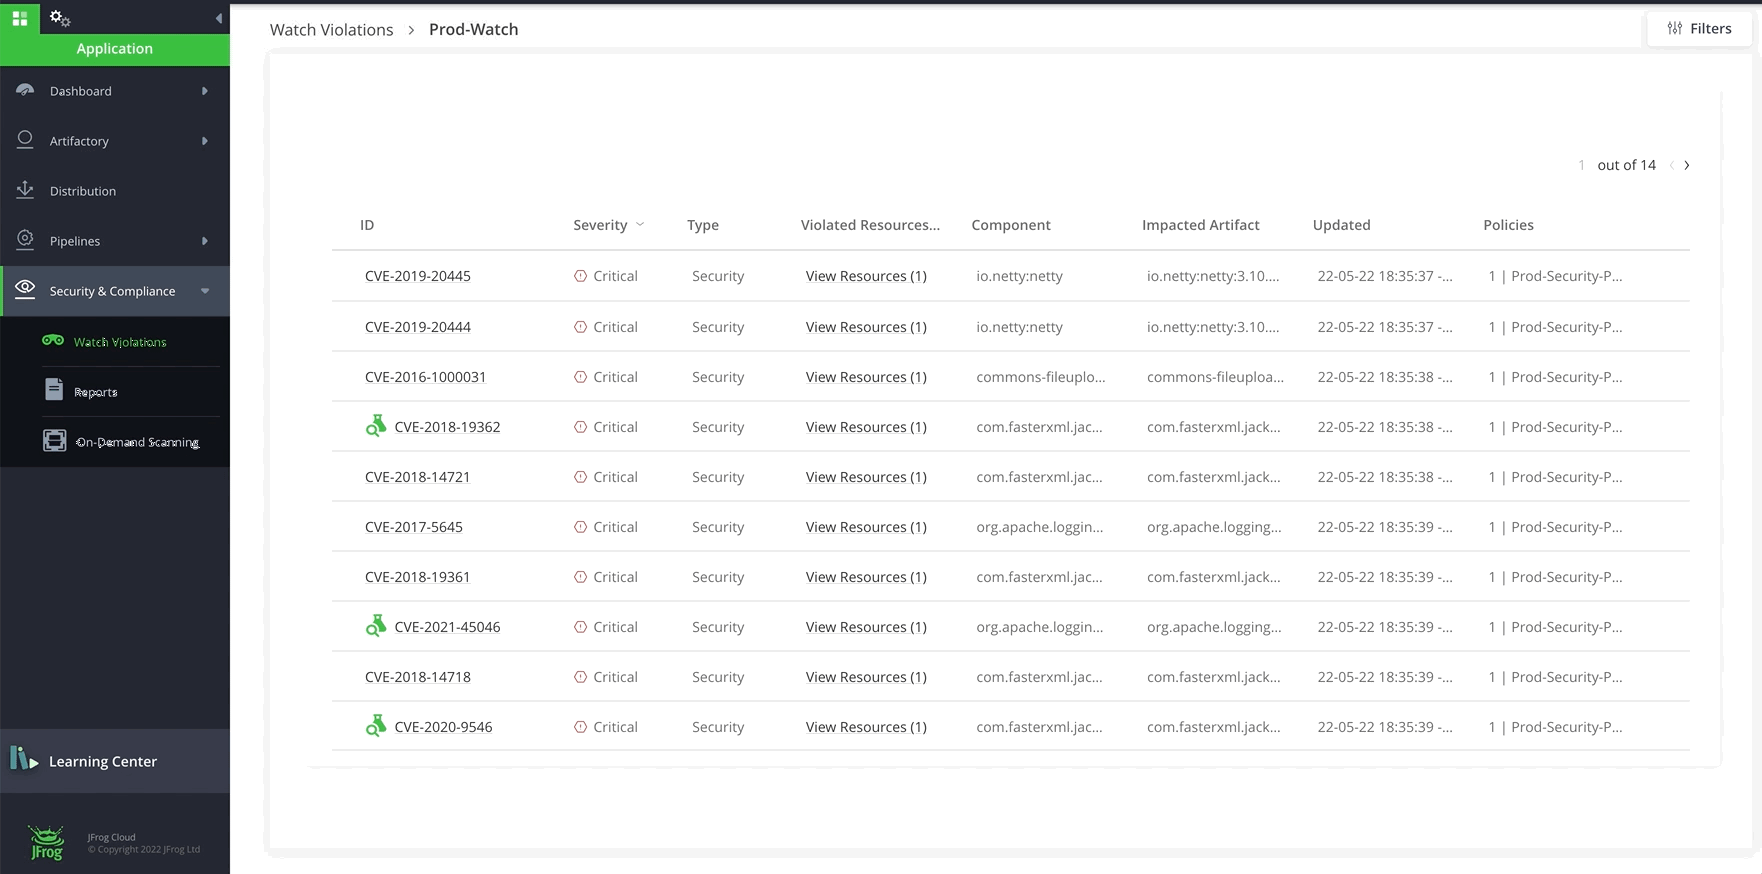 Application
Dashboard
Artifactory
Distribution
Pipelines
Security & Compliance
Watch Violations
Reports
On-Demand Scanning
Learning Center
JFrog
JFrog Cloud
© Copyright 2022 JFrog Ltd
Watch Violations > Prod-Watch
Filters
1 out of 14 < >
ID Severity Type Violated Resources... Component Impacted Artifact Updated Policies
CVE-2019-20445 Critical Security View Resources (1) io.netty:netty io.netty:netty:3.10.... 22-05-22 18:35:37 -... 1 | Prod-Security-P...
CVE-2019-20444 Critical Security View Resources (1) io.netty:netty io.netty:netty:3.10.... 22-05-22 18:35:37 -... 1 | Prod-Security-P...
CVE-2016-1000031 Critical Security View Resources (1) commons-fileuplo... commons-fileuploa... 22-05-22 18:35:38 -... 1 | Prod-Security-P...
CVE-2018-19362 Critical Security View Resources (1) com.fasterxml.jac... com.fasterxml.jack... 22-05-22 18:35:38 -... 1 | Prod-Security-P...
CVE-2018-14721 Critical Security View Resources (1) com.fasterxml.jac... com.fasterxml.jack... 22-05-22 18:35:38 -... 1 | Prod-Security-P...
CVE-2017-5645 Critical Security View Resources (1) org.apache.loggin... org.apache.logging... 22-05-22 18:35:39 -... 1 | Prod-Security-P...
CVE-2018-19361 Critical Security View Resources (1) com.fasterxml.jac... com.fasterxml.jack... 22-05-22 18:35:39 -... 1 | Prod-Security-P...
CVE-2021-45046 Critical Security View Resources (1) org.apache.loggin... org.apache.logging... 22-05-22 18:35:39 -... 1 | Prod-Security-P...
CVE-2018-14718 Critical Security View Resources (1) com.fasterxml.jac... com.fasterxml.jack... 22-05-22 18:35:39 -... 1 | Prod-Security-P...
CVE-2020-9546 Critical Security View Resources (1) com.fasterxml.jac... com.fasterxml.jack... 22-05-22 18:35:39 -... 1 | Prod-Security-P...